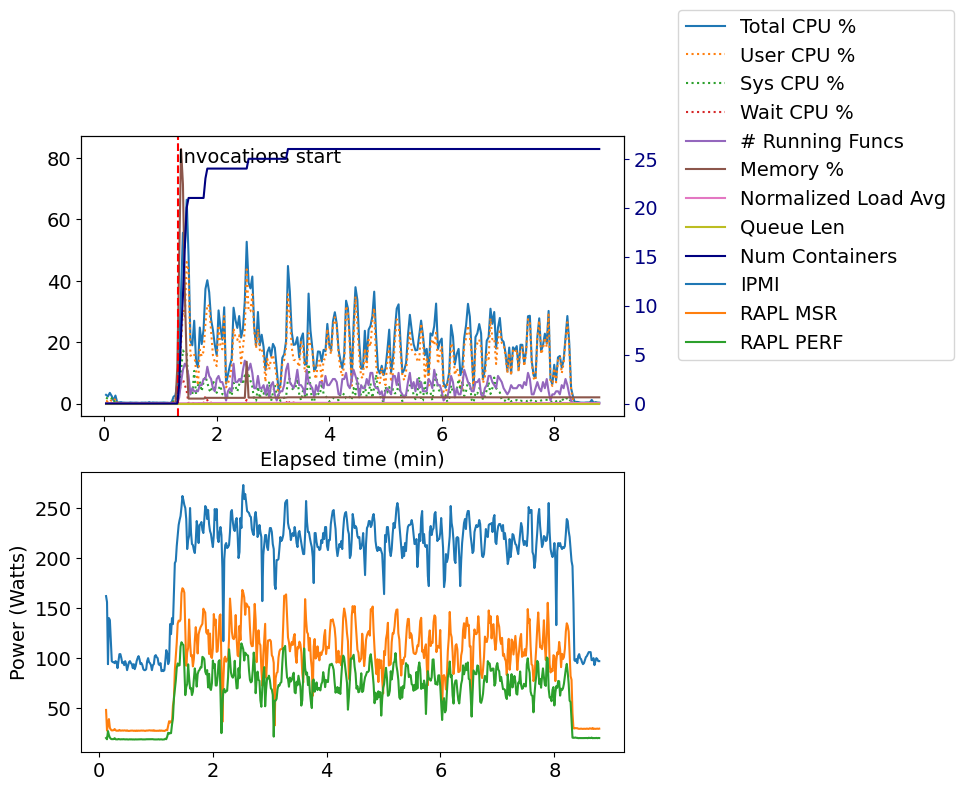 Total CPU %
User CPU %
Sys CPU %
Wait CPU %
# Running Funcs
Memory %
Normalized Load Avg
Queue Len
Num Containers
IPMI
RAPL MSR
RAPL PERF
nvocations start
80
60
40
20
0
25
20
15
10
5
0
0 2 4 6 8
Elapsed time (min)
Power (Watts)
250
200
150
100
50
0 2 4 6 8